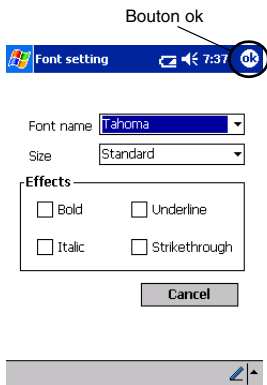 Bouton ok
Font setting 7:37 ok
Font name Tahoma
Size Standard
Effects
Bold Underline
Italic Strikethrough
Cancel